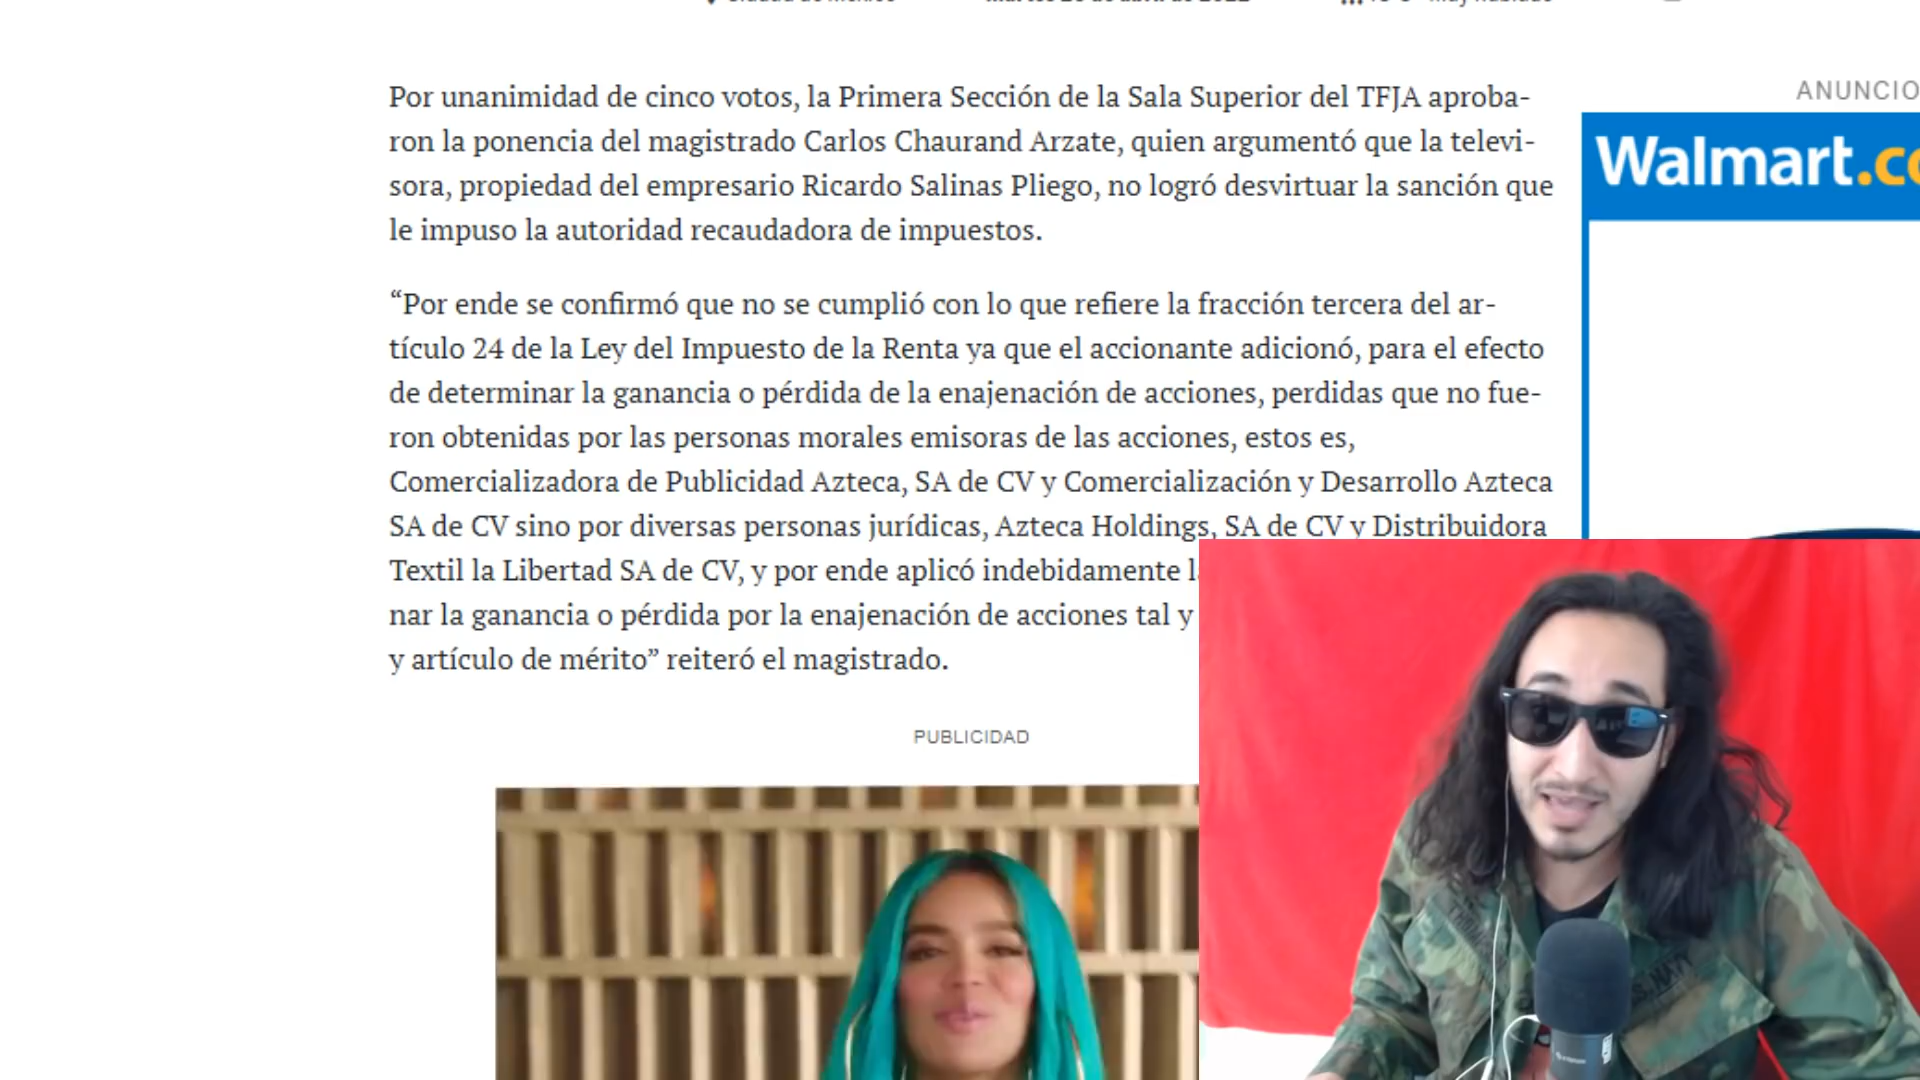 Por unanimidad de cinco votos, la Primera Sección de la Sala Superior del TFJA aproba-
ron la ponencia del magistrado Carlos Chaurand Arzate, quien argumentó que la televi-
sora, propiedad del empresario Ricardo Salinas Pliego, no logró desvirtuar la sanción que
le impuso la autoridad recaudadora de impuestos.
“Por ende se confirmó que no se cumplió con lo que refiere la fracción tercera del ar-
tículo 24 de la Ley del Impuesto de la Renta ya que el accionante adicionó, para el efecto
de determinar la ganancia o pérdida de la enajenación de acciones, perdidas que no fue-
ron obtenidas por las personas morales emisoras de las acciones, estos es,
Comercializadora de Publicidad Azteca, SA de CV y Comercialización y Desarrollo Azteca
SA de CV sino por diversas personas jurídicas, Azteca Holdings, SA de CV y Distribuidora
Textil la Libertad SA de CV, y por ende aplicó indebidamente
nar la ganancia o pérdida por la enajenación de acciones tal y
y artículo de mérito” reiteró el magistrado.
PUBLICIDAD
ANUNCIO
Walmart.co